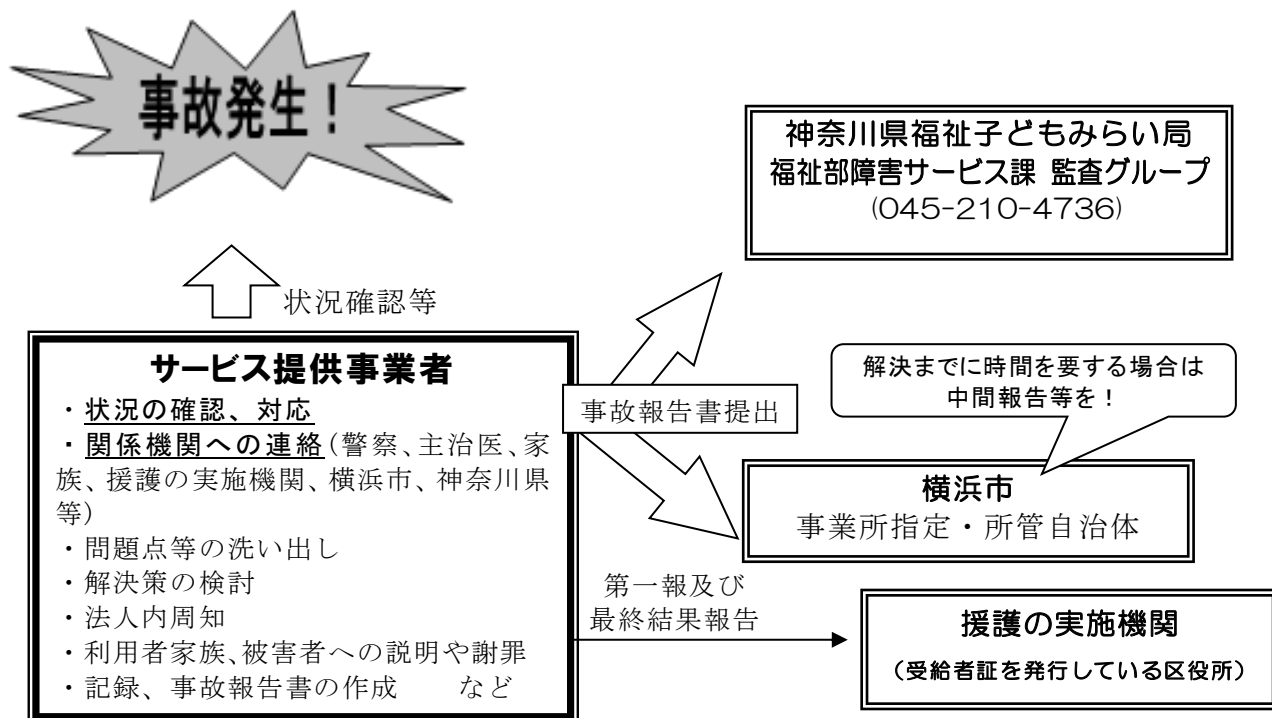 事故発生！
神奈川県福祉子どもみらい局
福祉部障害サービス課 監査グループ
(045-210-4736)
状況確認等
サービス提供事業者
・状況の確認、対応
・関係機関への連絡(警察、主治医、家
族、援護の実施機関、横浜市、神奈川県
等)
・問題点等の洗い出し
・解決策の検討
・法人内周知
・利用者家族、被害者への説明や謝罪
・記録、事故報告書の作成　　など
事故報告書提出
解決までに時間を要する場合は
中間報告等を！
横浜市
事業所指定・所管自治体
第一報及び
最終結果報告
援護の実施機関
（受給者証を発行している区役所）